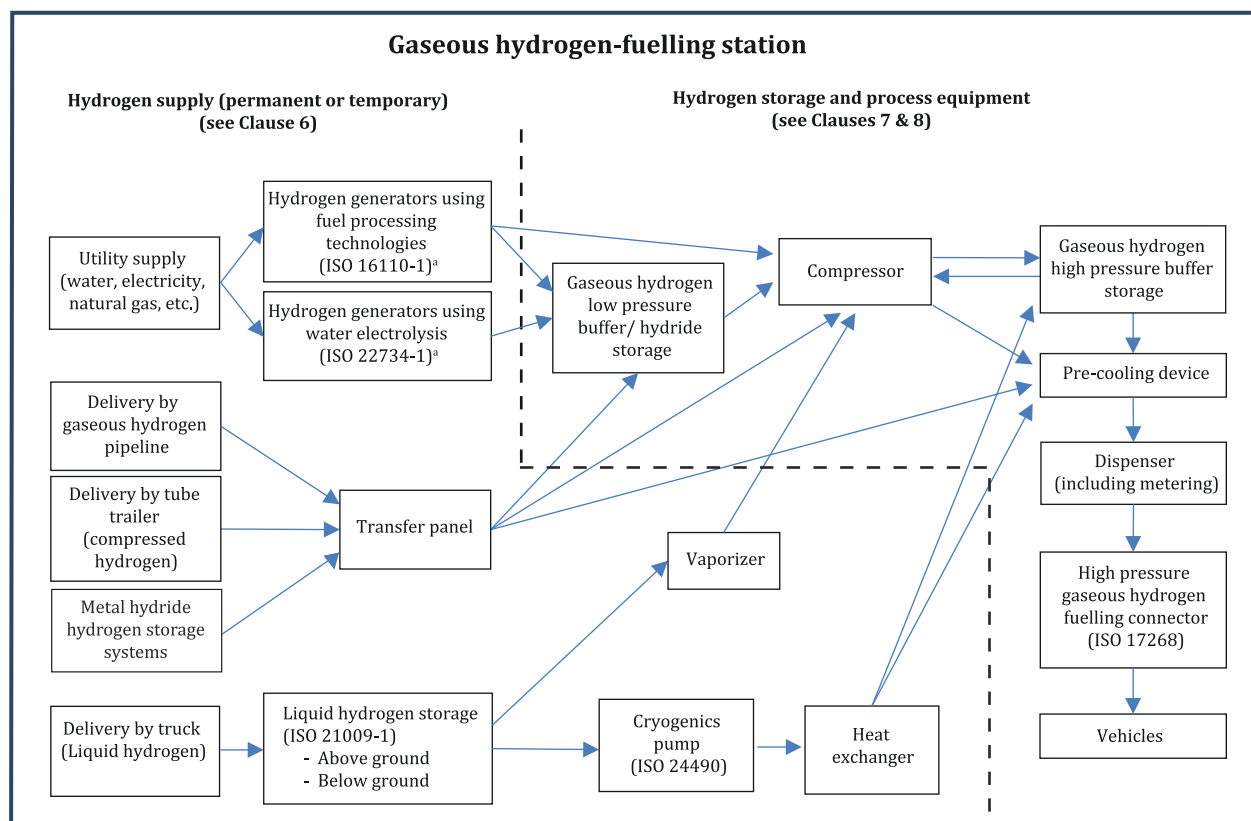 Gaseous hydrogen-fuelling station
Hydrogen supply (permanent or temporary)
(see Clause 6)
Hydrogen storage and process equipment
(see Clauses 7 & 8)
Utility supply
(water, electricity,
natural gas, etc.)
Hydrogen generators using
fuel processing
technologies
(ISO 16110-1)ᵃ
Hydrogen generators using
water electrolysis
(ISO 22734-1)ᵃ
Gaseous hydrogen
low pressure
buffer/ hydride
storage
Compressor
Gaseous hydrogen
high pressure buffer
storage
Pre-cooling device
Delivery by
gaseous hydrogen
pipeline
Delivery by tube
trailer
(compressed
hydrogen)
Metal hydride
hydrogen storage
systems
Transfer panel
Vaporizer
Dispenser
(including metering)
High pressure
gaseous hydrogen
fuelling connector
(ISO 17268)
Delivery by truck
(Liquid hydrogen)
Liquid hydrogen storage
(ISO 21009-1)
- Above ground
- Below ground
Cryogenics
pump
(ISO 24490)
Heat
exchanger
Vehicles